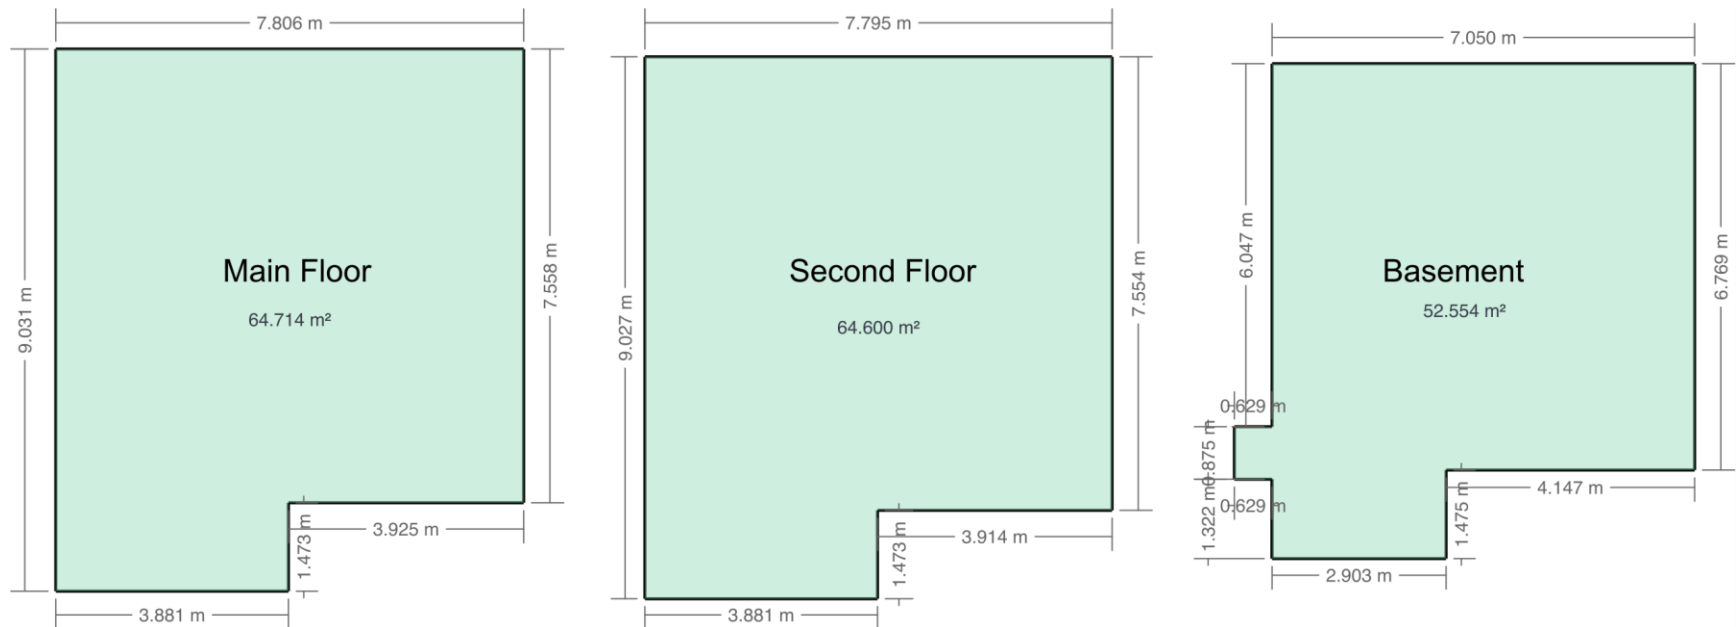 7.806 m
9.031 m
Main Floor
64.714 m²
7.558 m
3.925 m
1.473 m
3.881 m
7.795 m
9.027 m
Second Floor
64.600 m²
7.554 m
3.914 m
1.473 m
3.881 m
7.050 m
6.047 m
Basement
52.554 m²
6.769 m
0.629 m
0.875 m
0.629 m
1.322 m
4.147 m
1.475 m
2.903 m